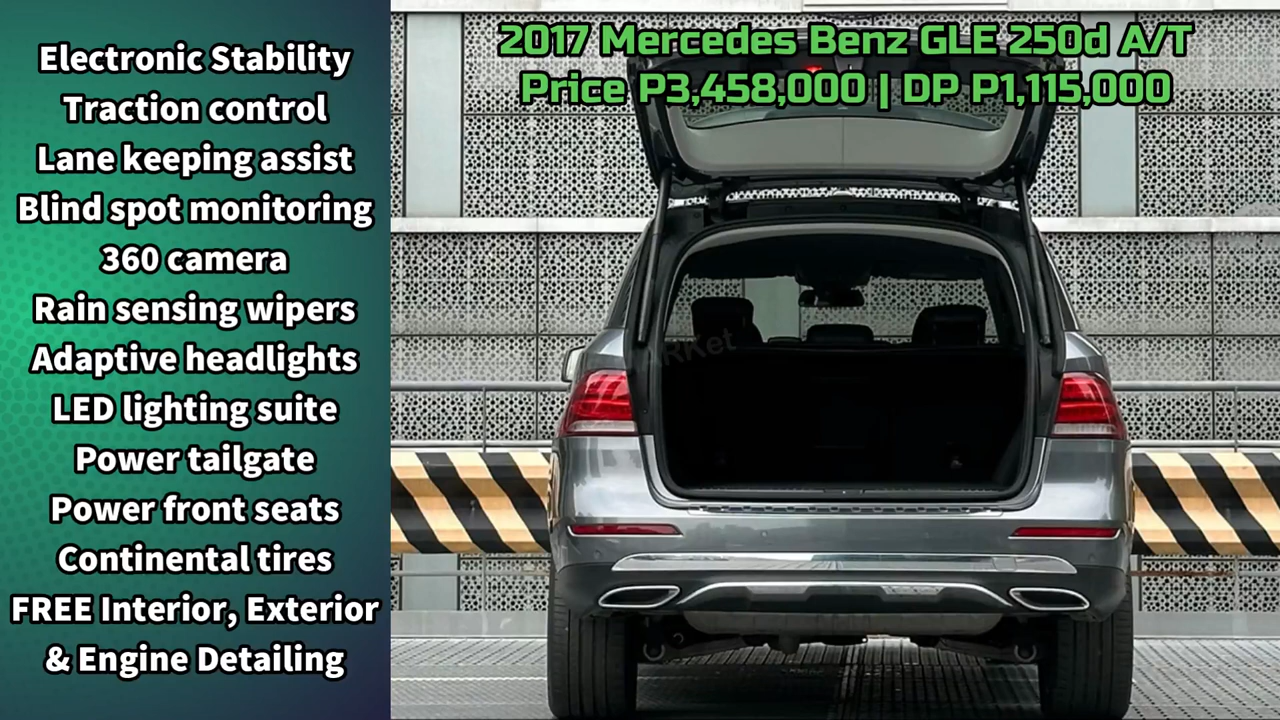 Electronic Stability
Traction control
Lane keeping assist
Blind spot monitoring
360 camera
Rain sensing wipers
Adaptive headlights
LED lighting suite
Power tailgate
Power front seats
Continental tires
FREE Interior, Exterior
& Engine Detailing
2017 Mercedes Benz GLE 250d A/T
Price P3,458,000 | DP P1,115,000